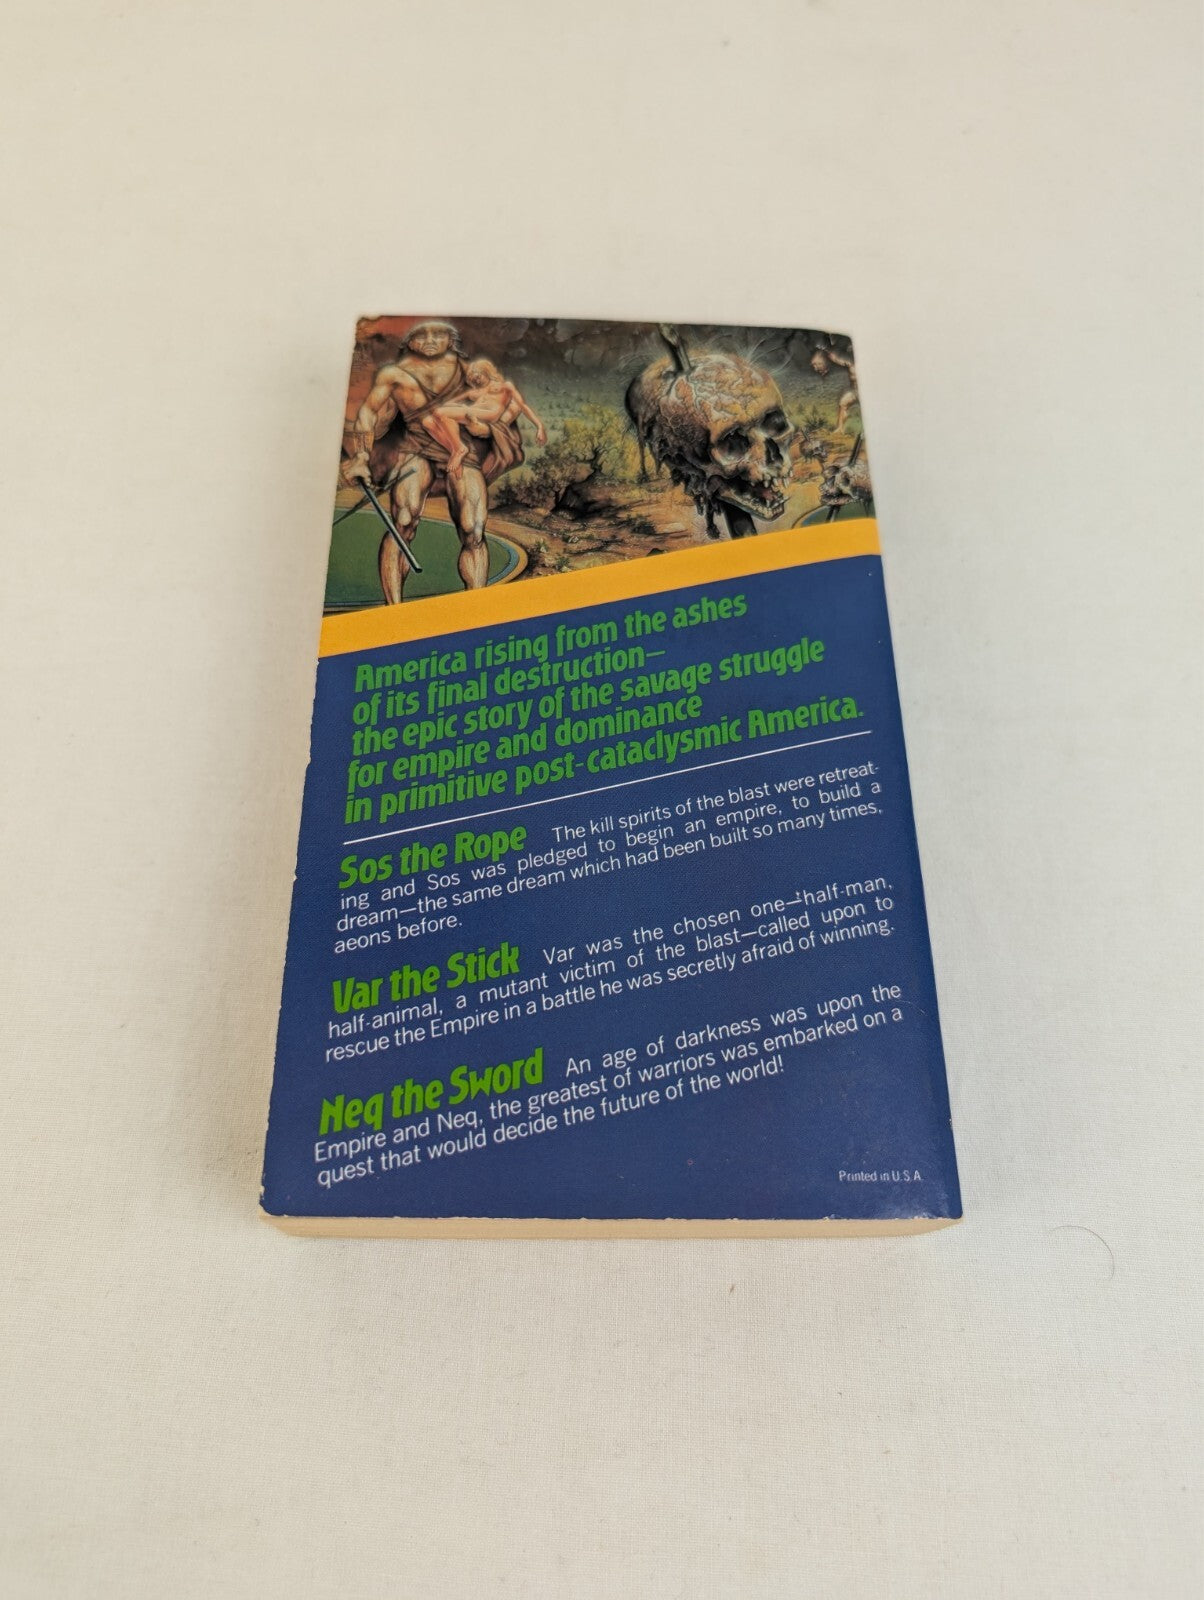 America rising from the ashes
of its final destruction—
the epic story of the savage struggle
for empire and dominance
in primitive post-cataclysmic America.
Sos the Rope The kill spirits of the blast were retreat-
ing and Sos was pledged to begin an empire, to build a
dream—the same dream which had been built so many times,
aeons before.
Var the Stick Var was the chosen one—half-man,
half-animal, a mutant victim of the blast—called upon to
rescue the Empire in a battle he was secretly afraid of winning.
Neq the Sword An age of darkness was upon the
Empire and Neq, the greatest of warriors was embarked on a
quest that would decide the future of the world!
Printed in U.S.A.